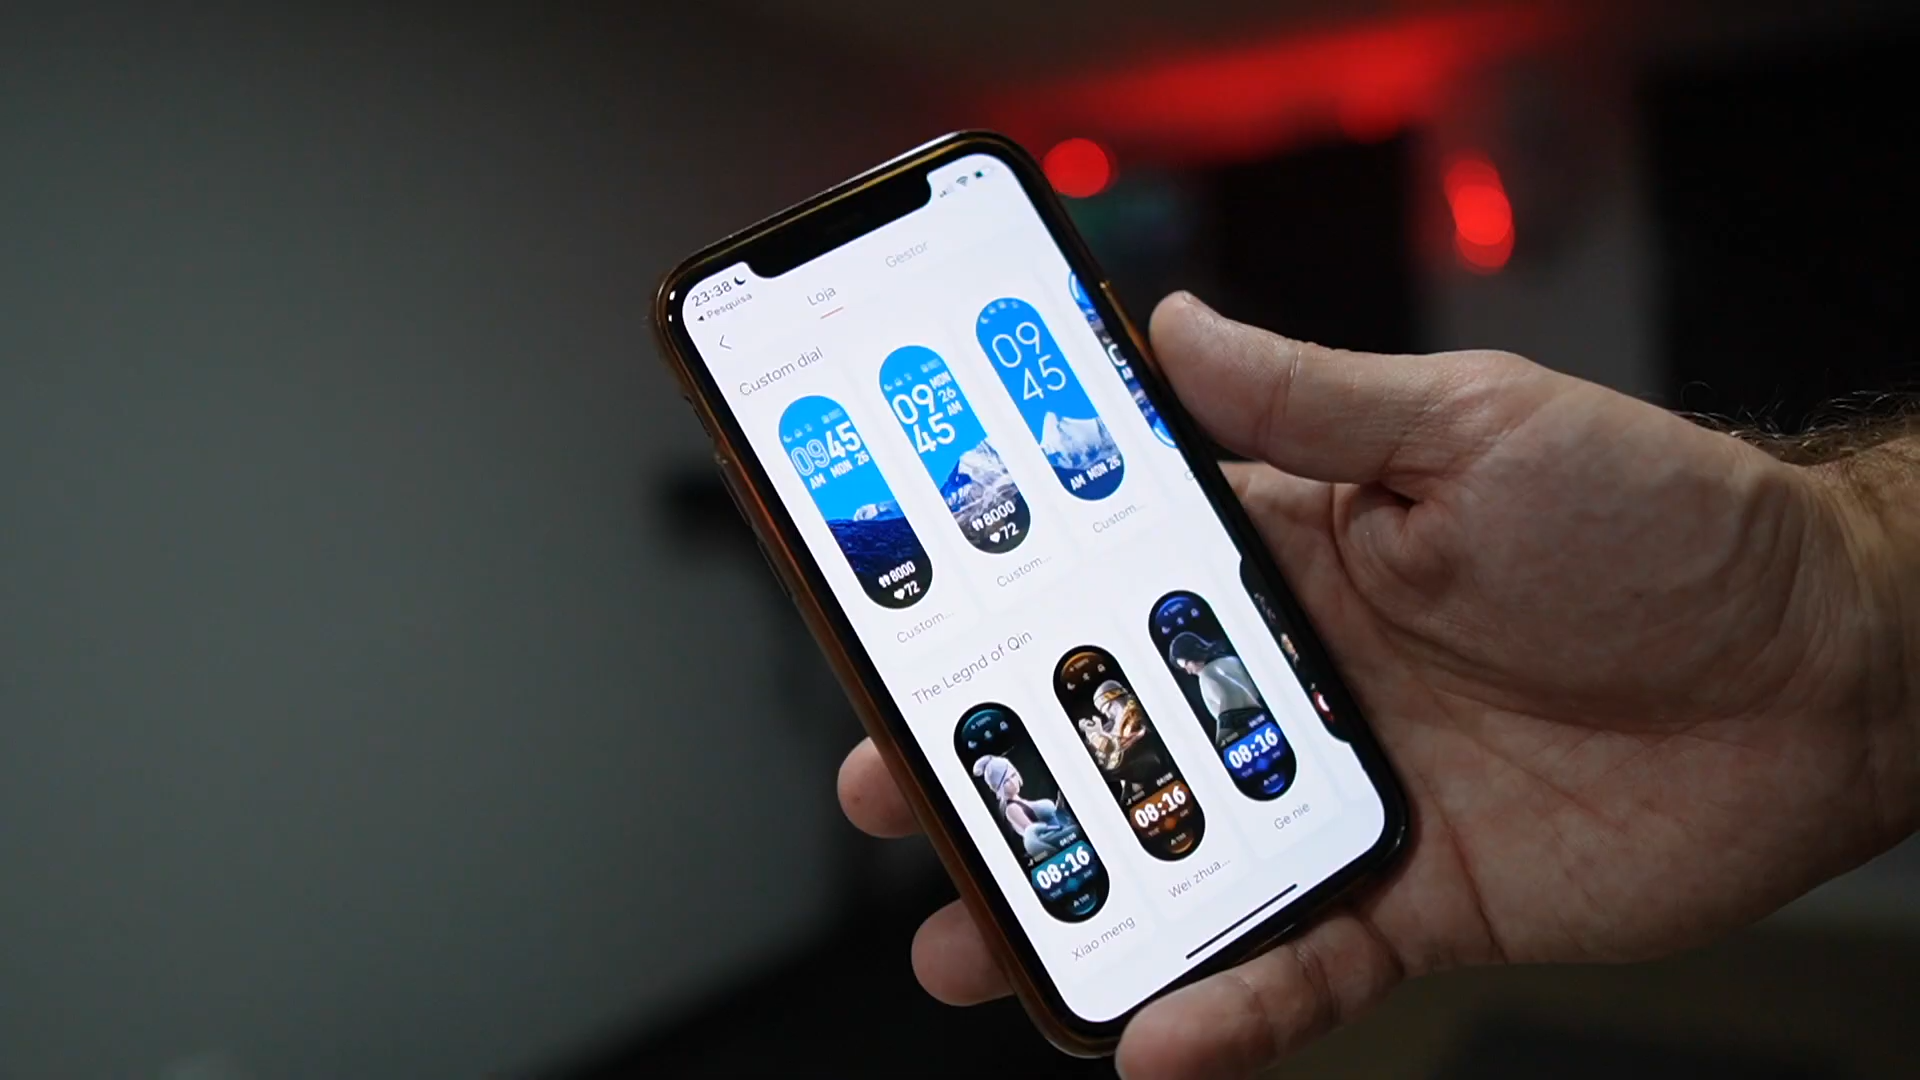 23:38
◂ Pesquisa
Loja
Gestor
Custom dial
0945
AM MON 26
8000
72
09 MON
26
45 AM
8000
72
09
45
AM MON 26
Custom...
Custom...
Custom...
The Legnd of Qin
08:16
08:16
08:16
Xiao meng
Wei zhua...
Ge nie